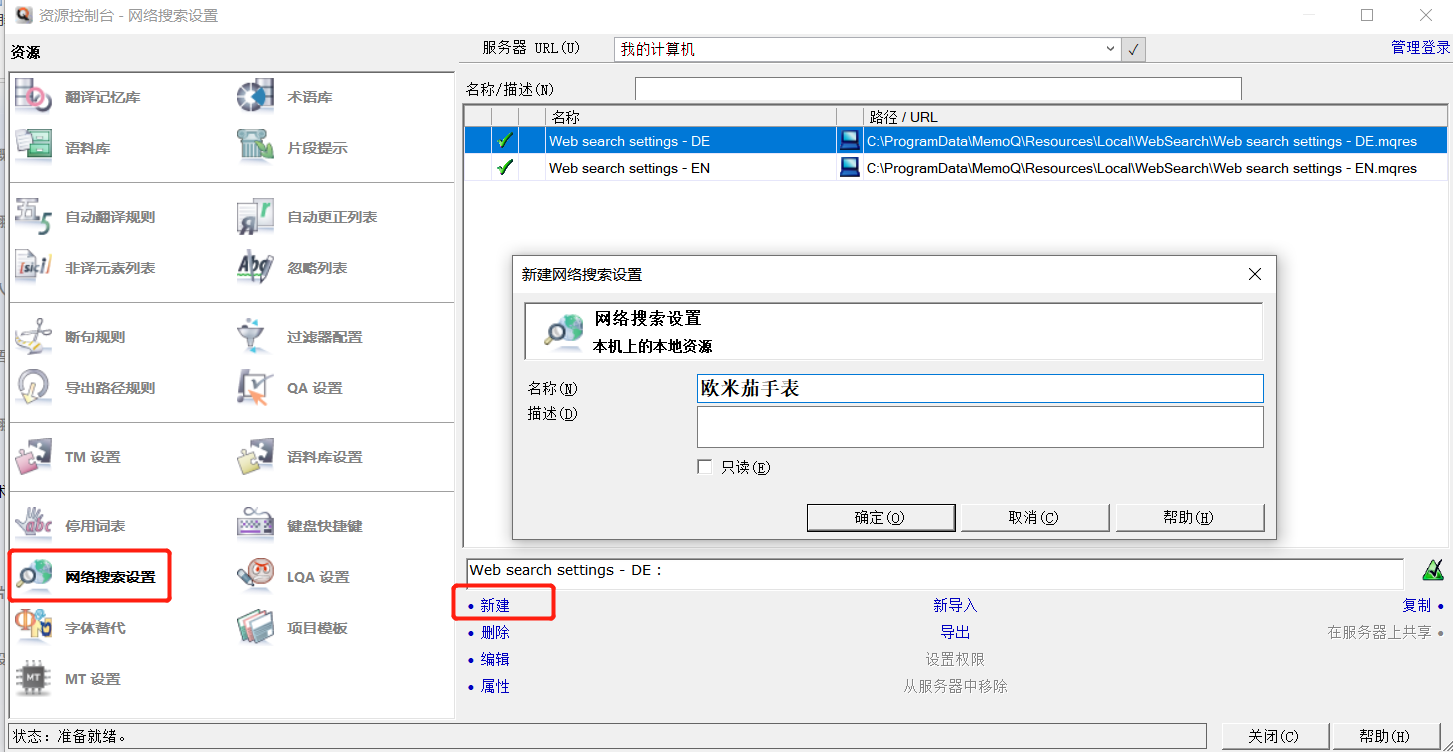 资源控制台 - 网络搜索设置
资源
服务器 URL(U)
我的计算机
管理登录
翻译记忆库
术语库
语料库
片段提示
自动翻译规则
自动更正列表
非译元素列表
忽略列表
断句规则
过滤器配置
导出路径规则
QA 设置
TM 设置
语料库设置
停用词表
键盘快捷键
网络搜索设置
LQA 设置
字体替代
项目模板
MT
MT 设置
名称/描述(N)
名称
路径 / URL
Web search settings - DE
C:\ProgramData\MemoQ\Resources\Local\WebSearch\Web search settings - DE.mqres
Web search settings - EN
C:\ProgramData\MemoQ\Resources\Local\WebSearch\Web search settings - EN.mqres
新建网络搜索设置
网络搜索设置
本机上的本地资源
名称(N)
欧米茄手表
描述(D)
只读(E)
确定(O)
取消(C)
帮助(H)
Web search settings - DE :
• 新建
新导入
复制 •
• 删除
导出
在服务器上共享 •
• 编辑
设置权限
• 属性
从服务器中移除
状态：准备就绪。
关闭(C)
帮助(H)